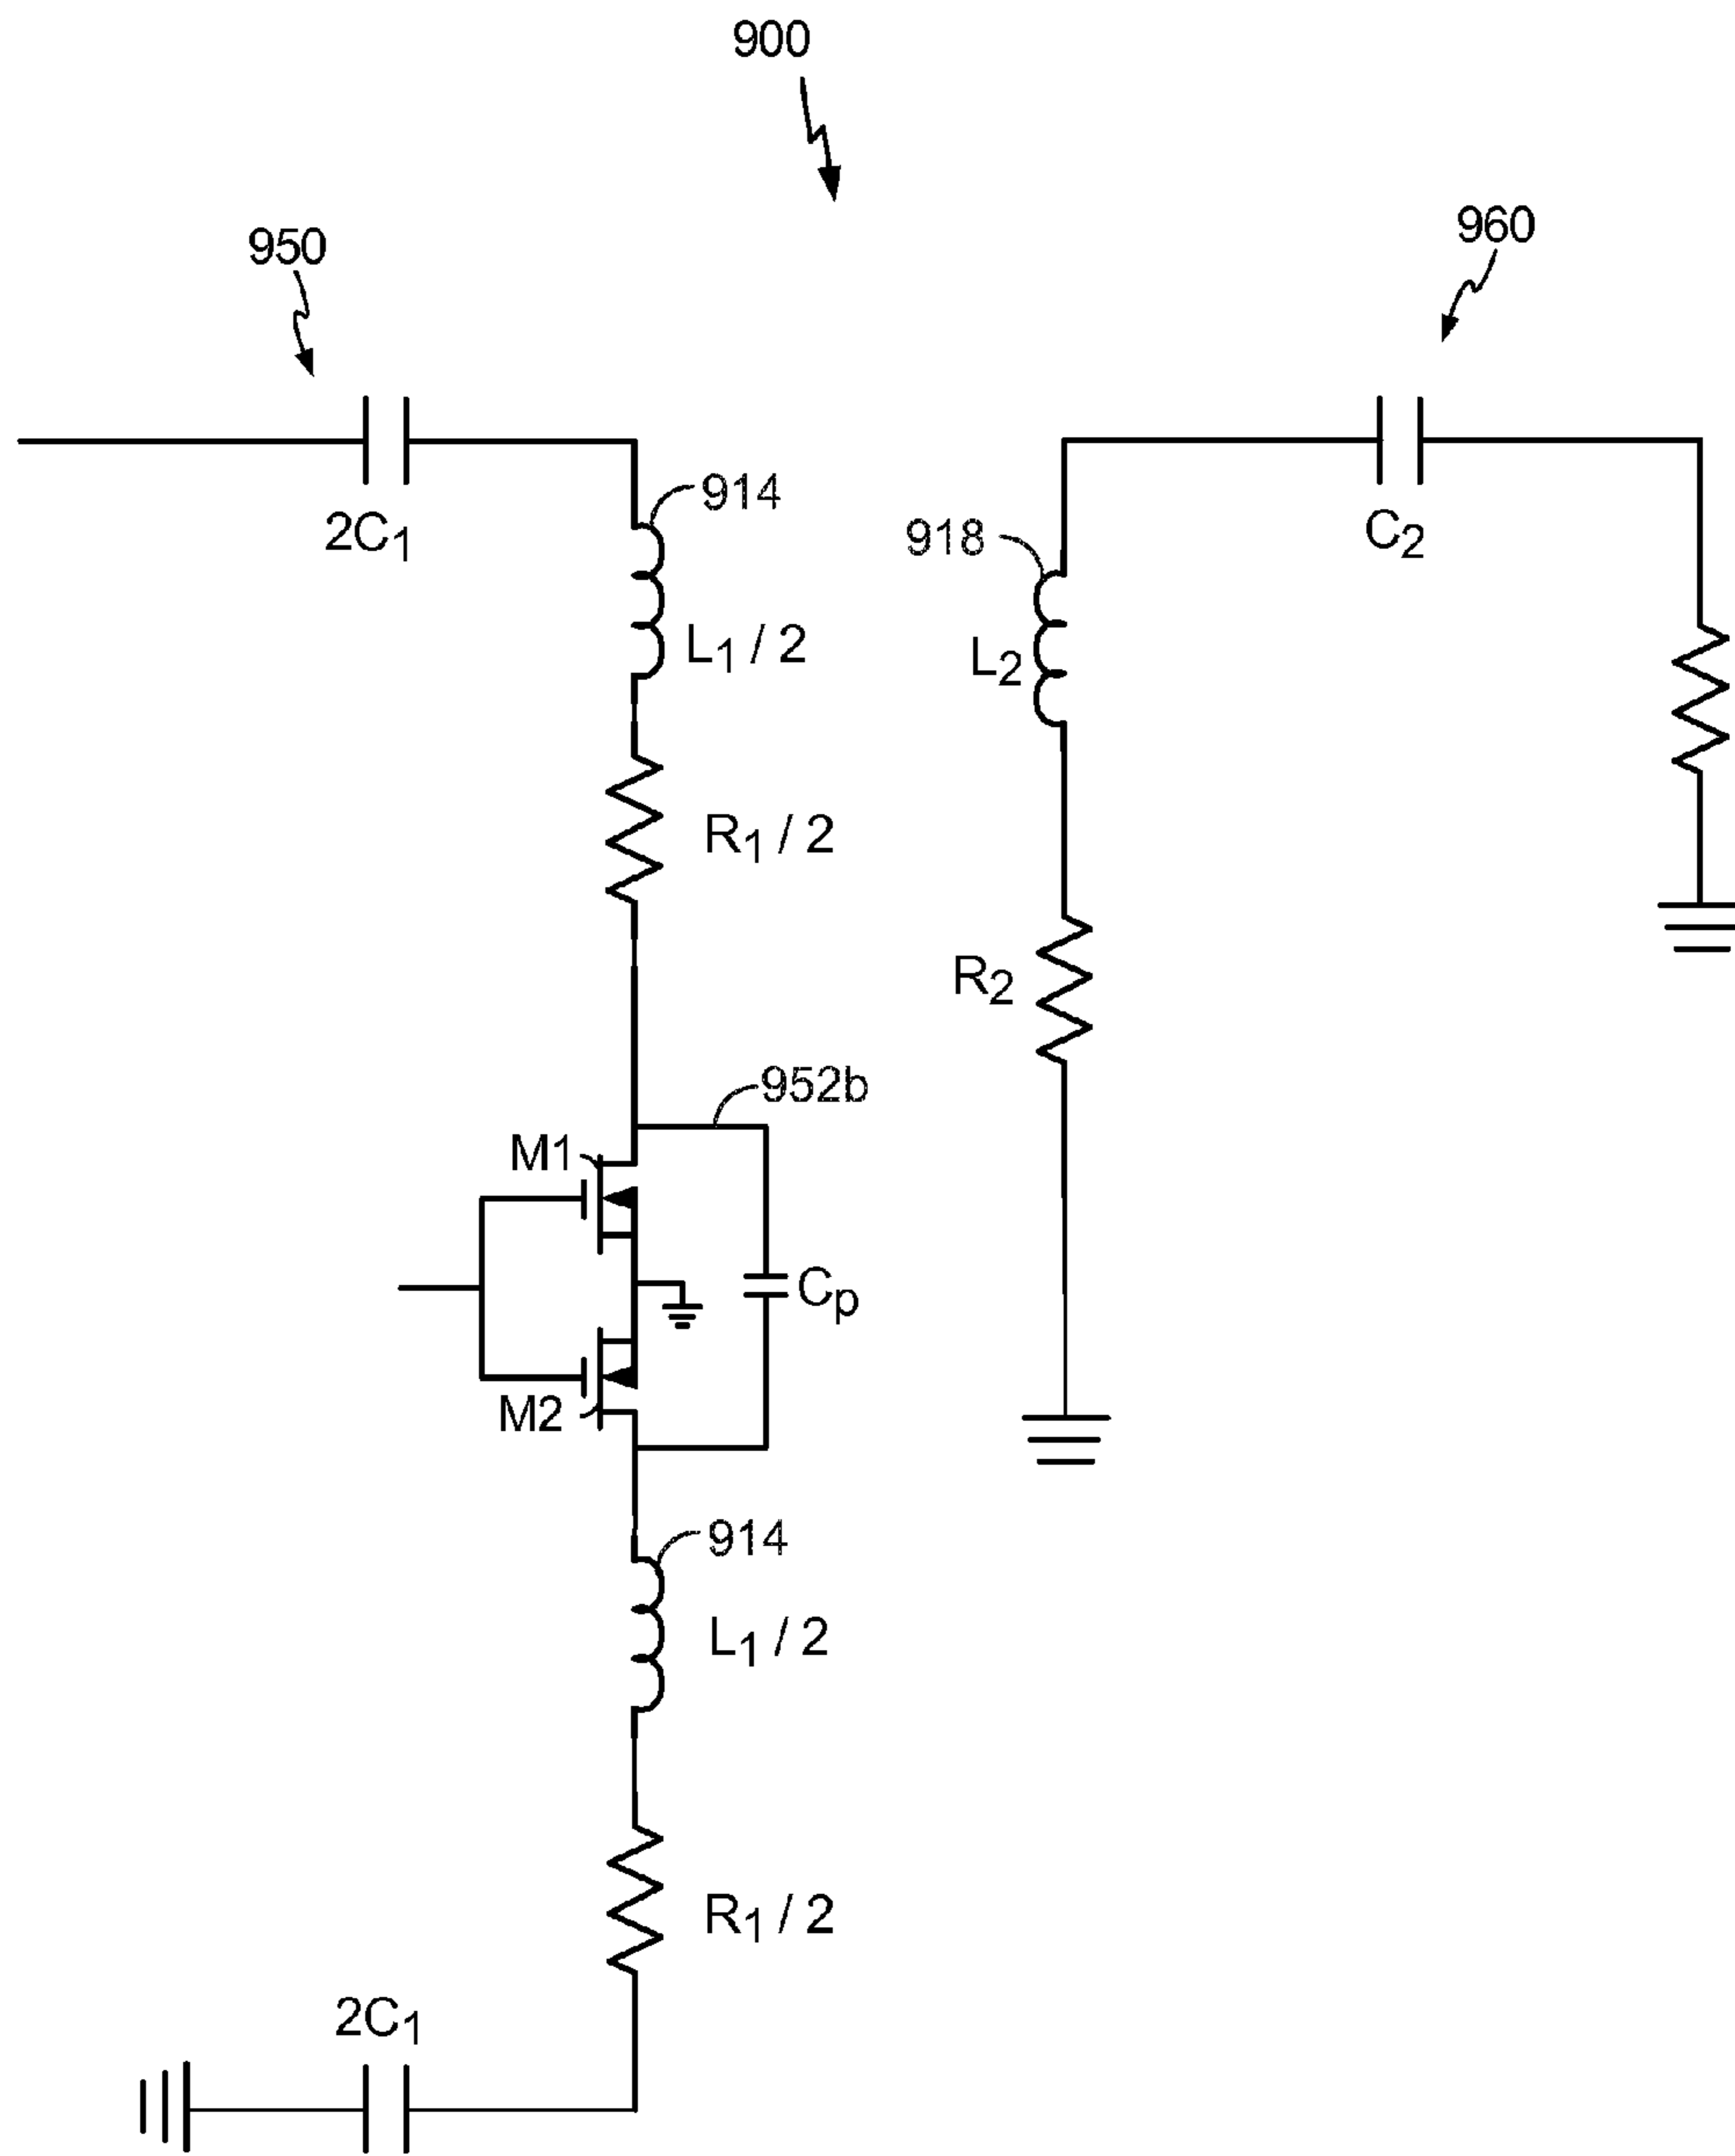 900
950
960
914
2C₁
918
C₂
L₁ / 2
L₂
R₁ / 2
R₂
952b
M1
Cₚ
M2
914
L₁ / 2
R₁ / 2
2C₁